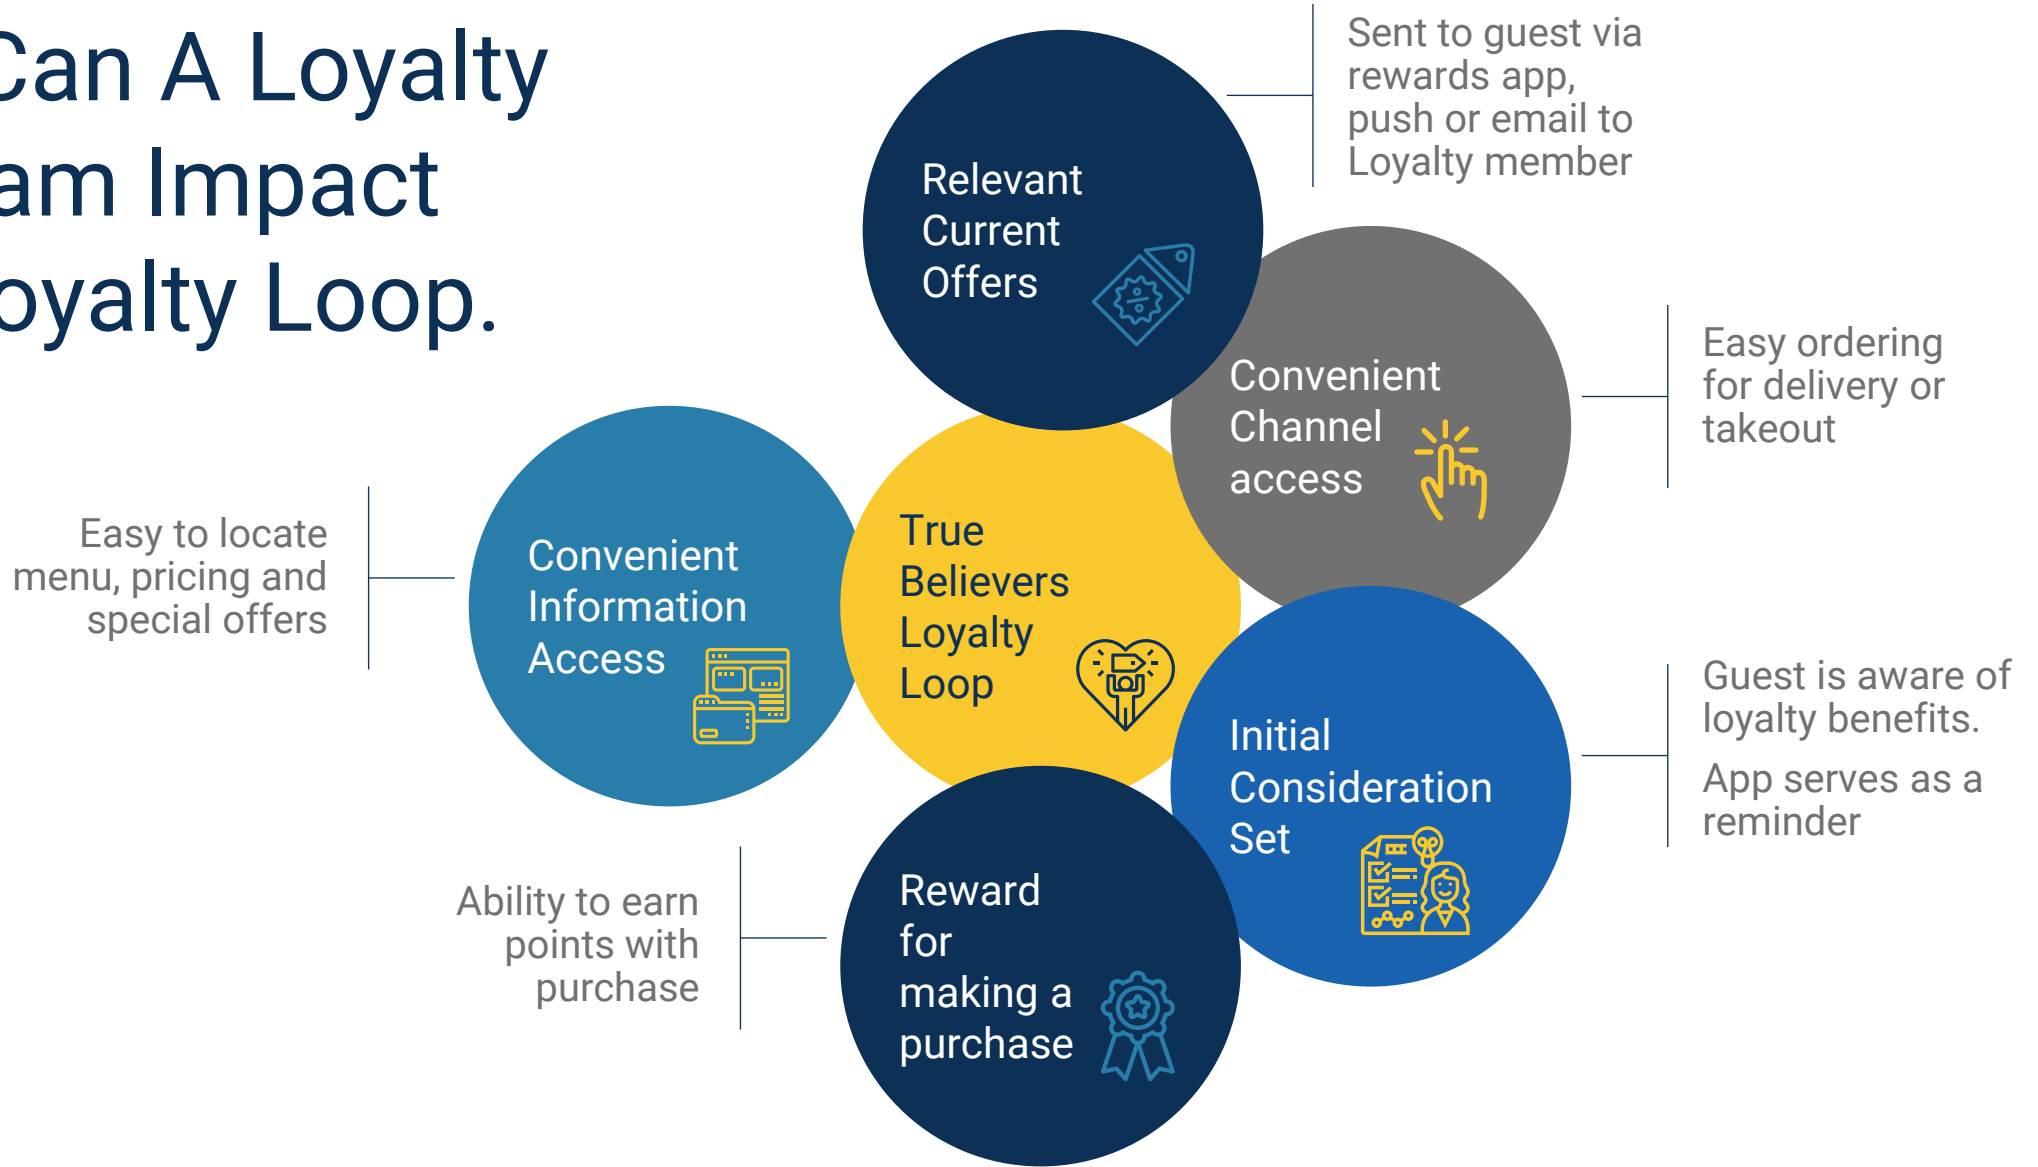 Can A Loyalty
am Impact
oyalty Loop.
Sent to guest via
rewards app,
push or email to
Loyalty member
Relevant
Current
Offers
Convenient
Channel
access
Easy ordering
for delivery or
takeout
Easy to locate
menu, pricing and
special offers
Convenient
Information
Access
True
Believers
Loyalty
Loop
Initial
Consideration
Set
Guest is aware of
loyalty benefits.
App serves as a
reminder
Ability to earn
points with
purchase
Reward
for
making a
purchase